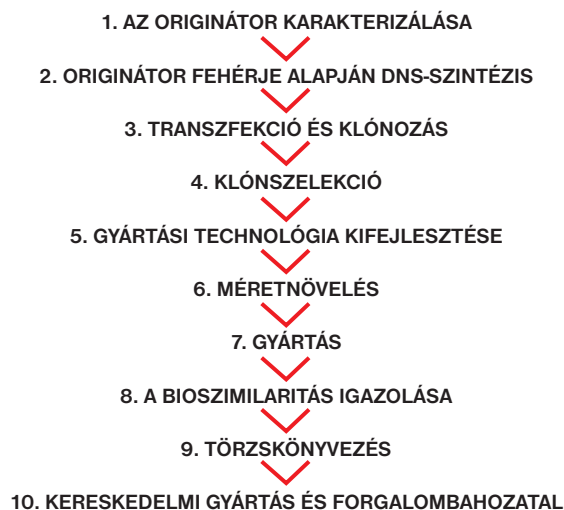 1. AZ ORIGINÁTOR KARAKTERIZÁLÁSA
2. ORIGINÁTOR FEHÉRJE ALAPJÁN DNS-SZINTÉZIS
3. TRANSZFEKCIÓ ÉS KLÓNOZÁS
4. KLÓNSZELEKCIÓ
5. GYÁRTÁSI TECHNOLÓGIA KIFEJLESZTÉSE
6. MÉRETNÖVELÉS
7. GYÁRTÁS
8. A BIOSZIMILARITÁS IGAZOLÁSA
9. TÖRZSKÖNYVEZÉS
10. KERESKEDELMI GYÁRTÁS ÉS FORGALOMBAHOZATAL